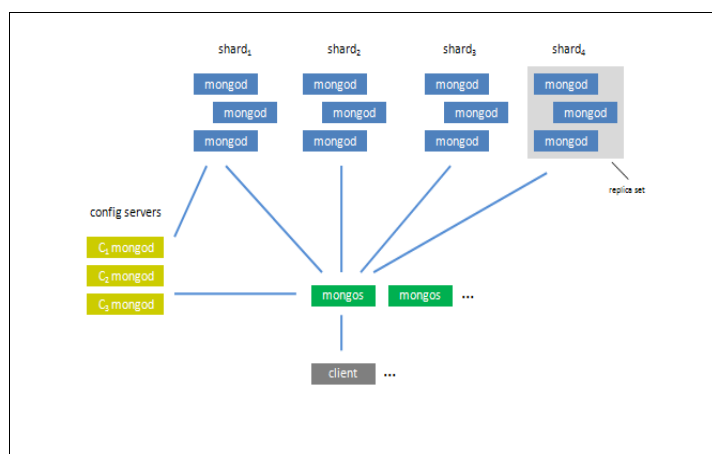 shard1 shard2 shard3 shard4
mongod mongod mongod mongod
mongod mongod mongod mongod
mongod mongod mongod mongod
replica set
config servers
C1 mongod
C2 mongod
C3 mongod
mongos mongos ...
client ...